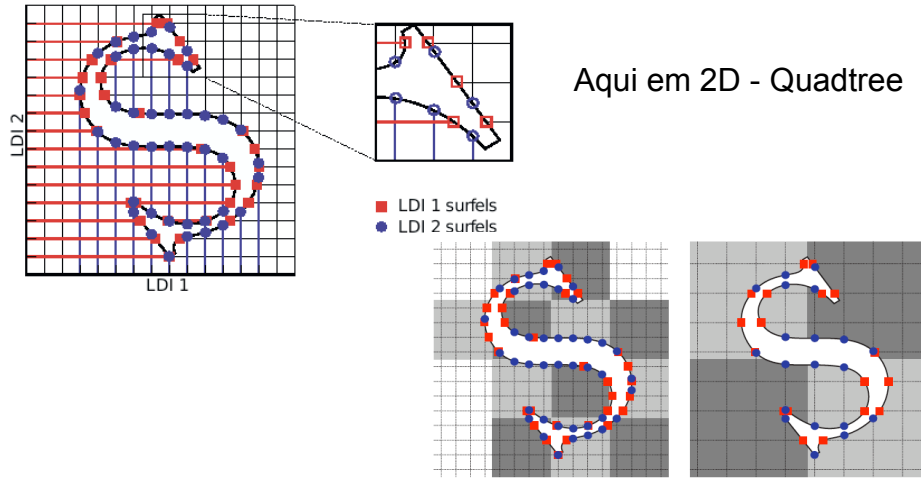 Aqui em 2D - Quadtree
LDI 2
LDI 1
LDI 1 surfels
LDI 2 surfels